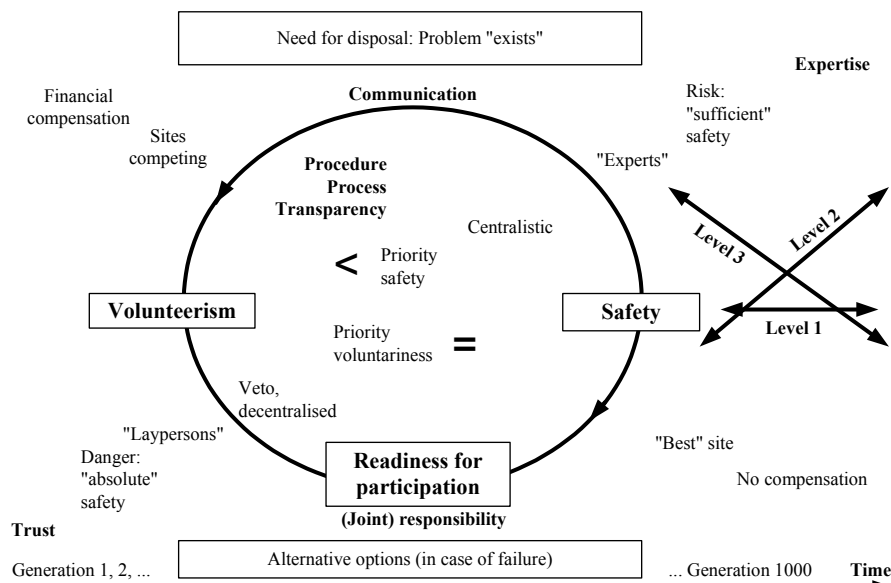 Need for disposal: Problem "exists"
Expertise
Financial
compensation
Communication
Risk:
"sufficient"
safety
Sites
competing
Procedure
Process
Transparency
"Experts"
Centralistic
Level 2
Level 3
< Priority
safety
Volunteerism
Safety
Level 1
Priority
voluntariness =
Veto,
decentralised
"Laypersons"
Danger:
"absolute"
safety
Readiness for
participation
(Joint) responsibility
"Best" site
No compensation
Trust
Generation 1, 2, ...
Alternative options (in case of failure)
... Generation 1000
Time